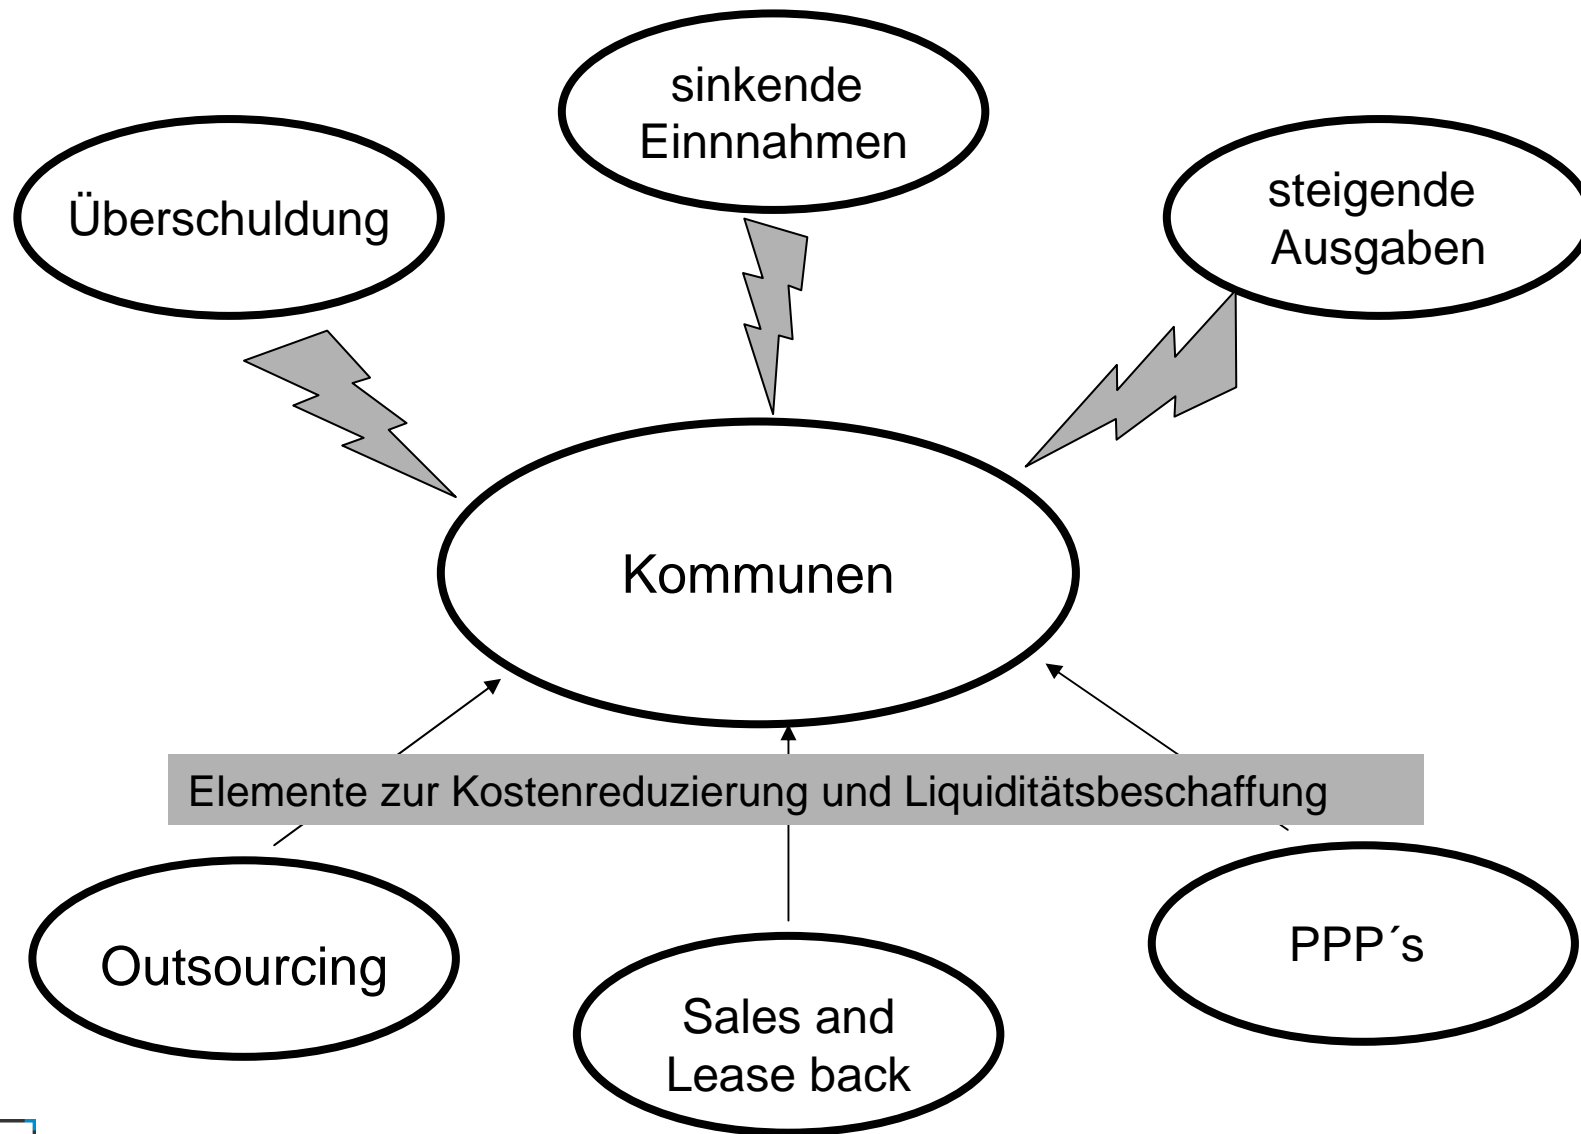 sinkende
Einnnahmen
Überschuldung
steigende
Ausgaben
Kommunen
Elemente zur Kostenreduzierung und Liquiditätsbeschaffung
Outsourcing
PPP´s
Sales and
Lease back